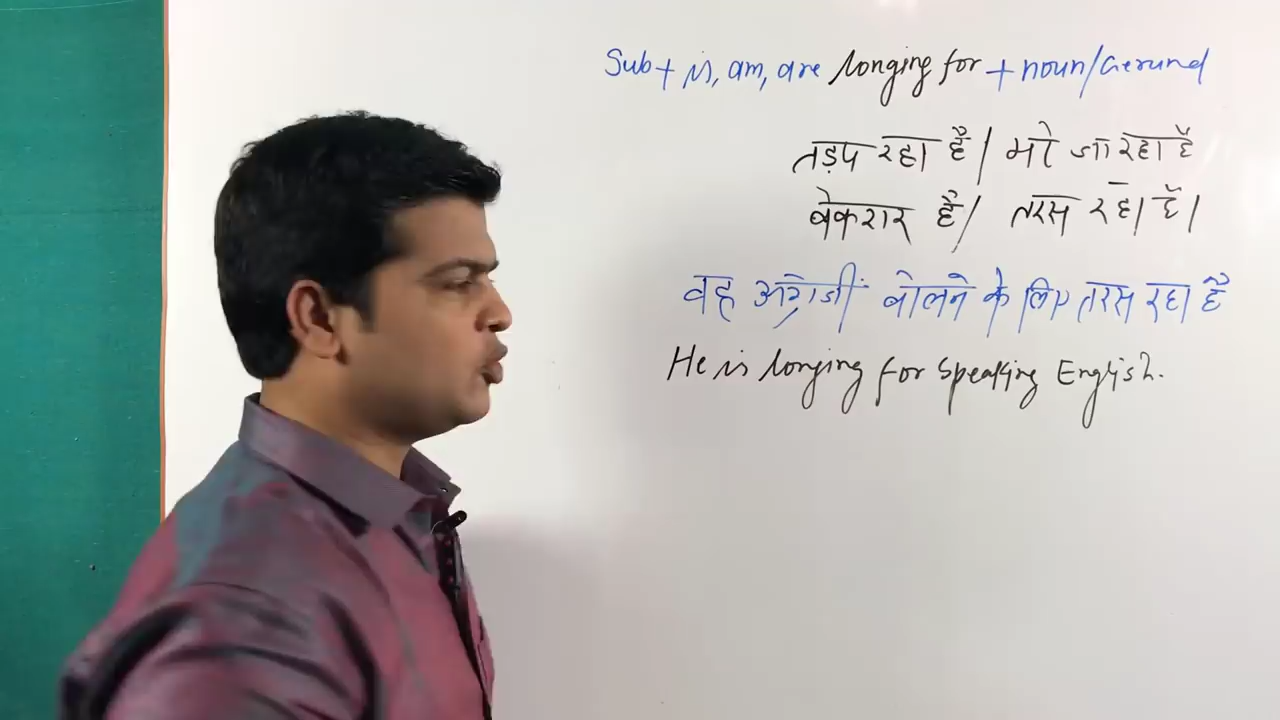 Sub + is, am, are longing for + noun/Gerund
तड़प रहा है / मरे जा रहा है
बेकरार है / तरस रहा है।
वह अंग्रेजी बोलने के लिए तरस रहा है
He is longing for speaking English.